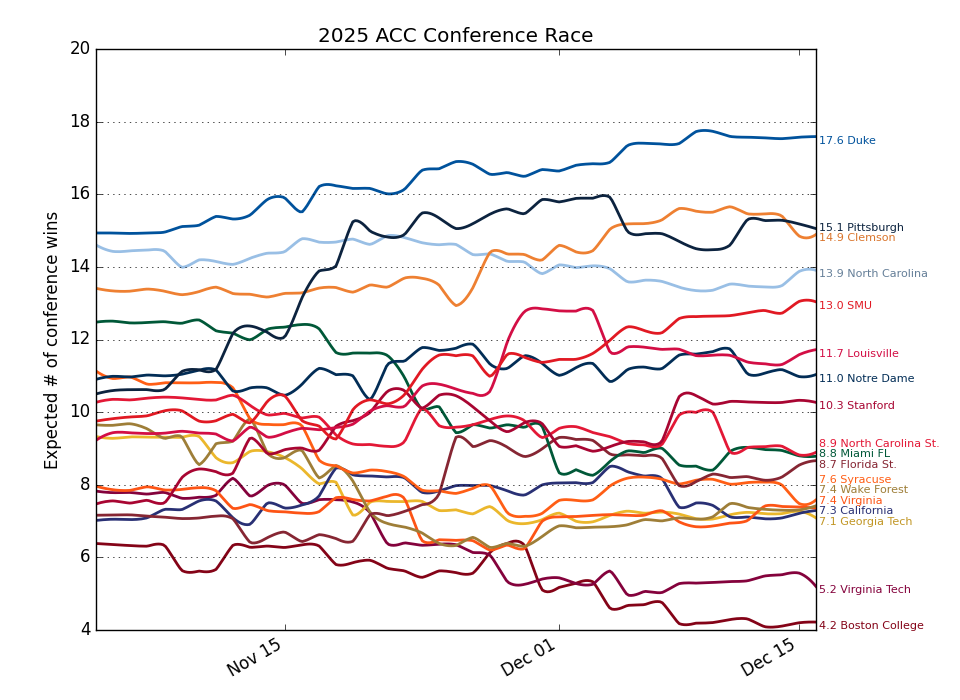 2025 ACC Conference Race
Expected # of conference wins
20
18
16
14
12
10
8
6
4
Nov 15
Dec 01
Dec 15
17.6 Duke
15.1 Pittsburgh
14.9 Clemson
13.9 North Carolina
13.0 SMU
11.7 Louisville
11.0 Notre Dame
10.3 Stanford
8.9 North Carolina St.
8.8 Miami FL
8.7 Florida St.
7.6 Syracuse
7.4 Wake Forest
7.4 Virginia
7.3 California
7.1 Georgia Tech
5.2 Virginia Tech
4.2 Boston College